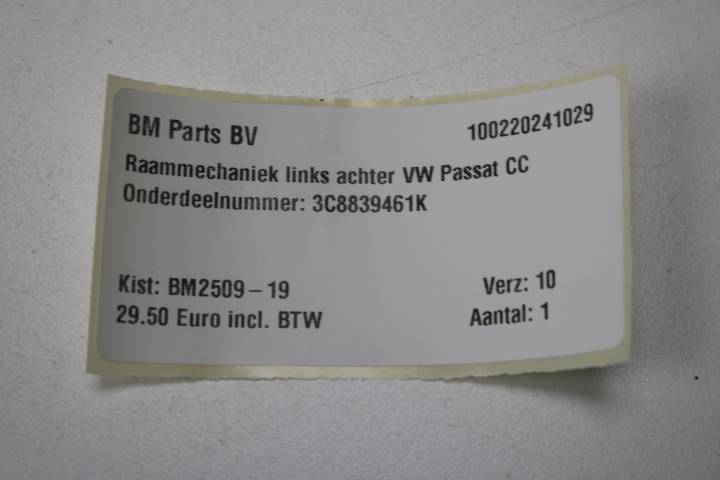 BM Parts BV 100220241029
Raammechaniek links achter VW Passat CC
Onderdeelnummer: 3C8839461K
Kist: BM2509-19 Verz: 10
29.50 Euro incl. BTW Aantal: 1